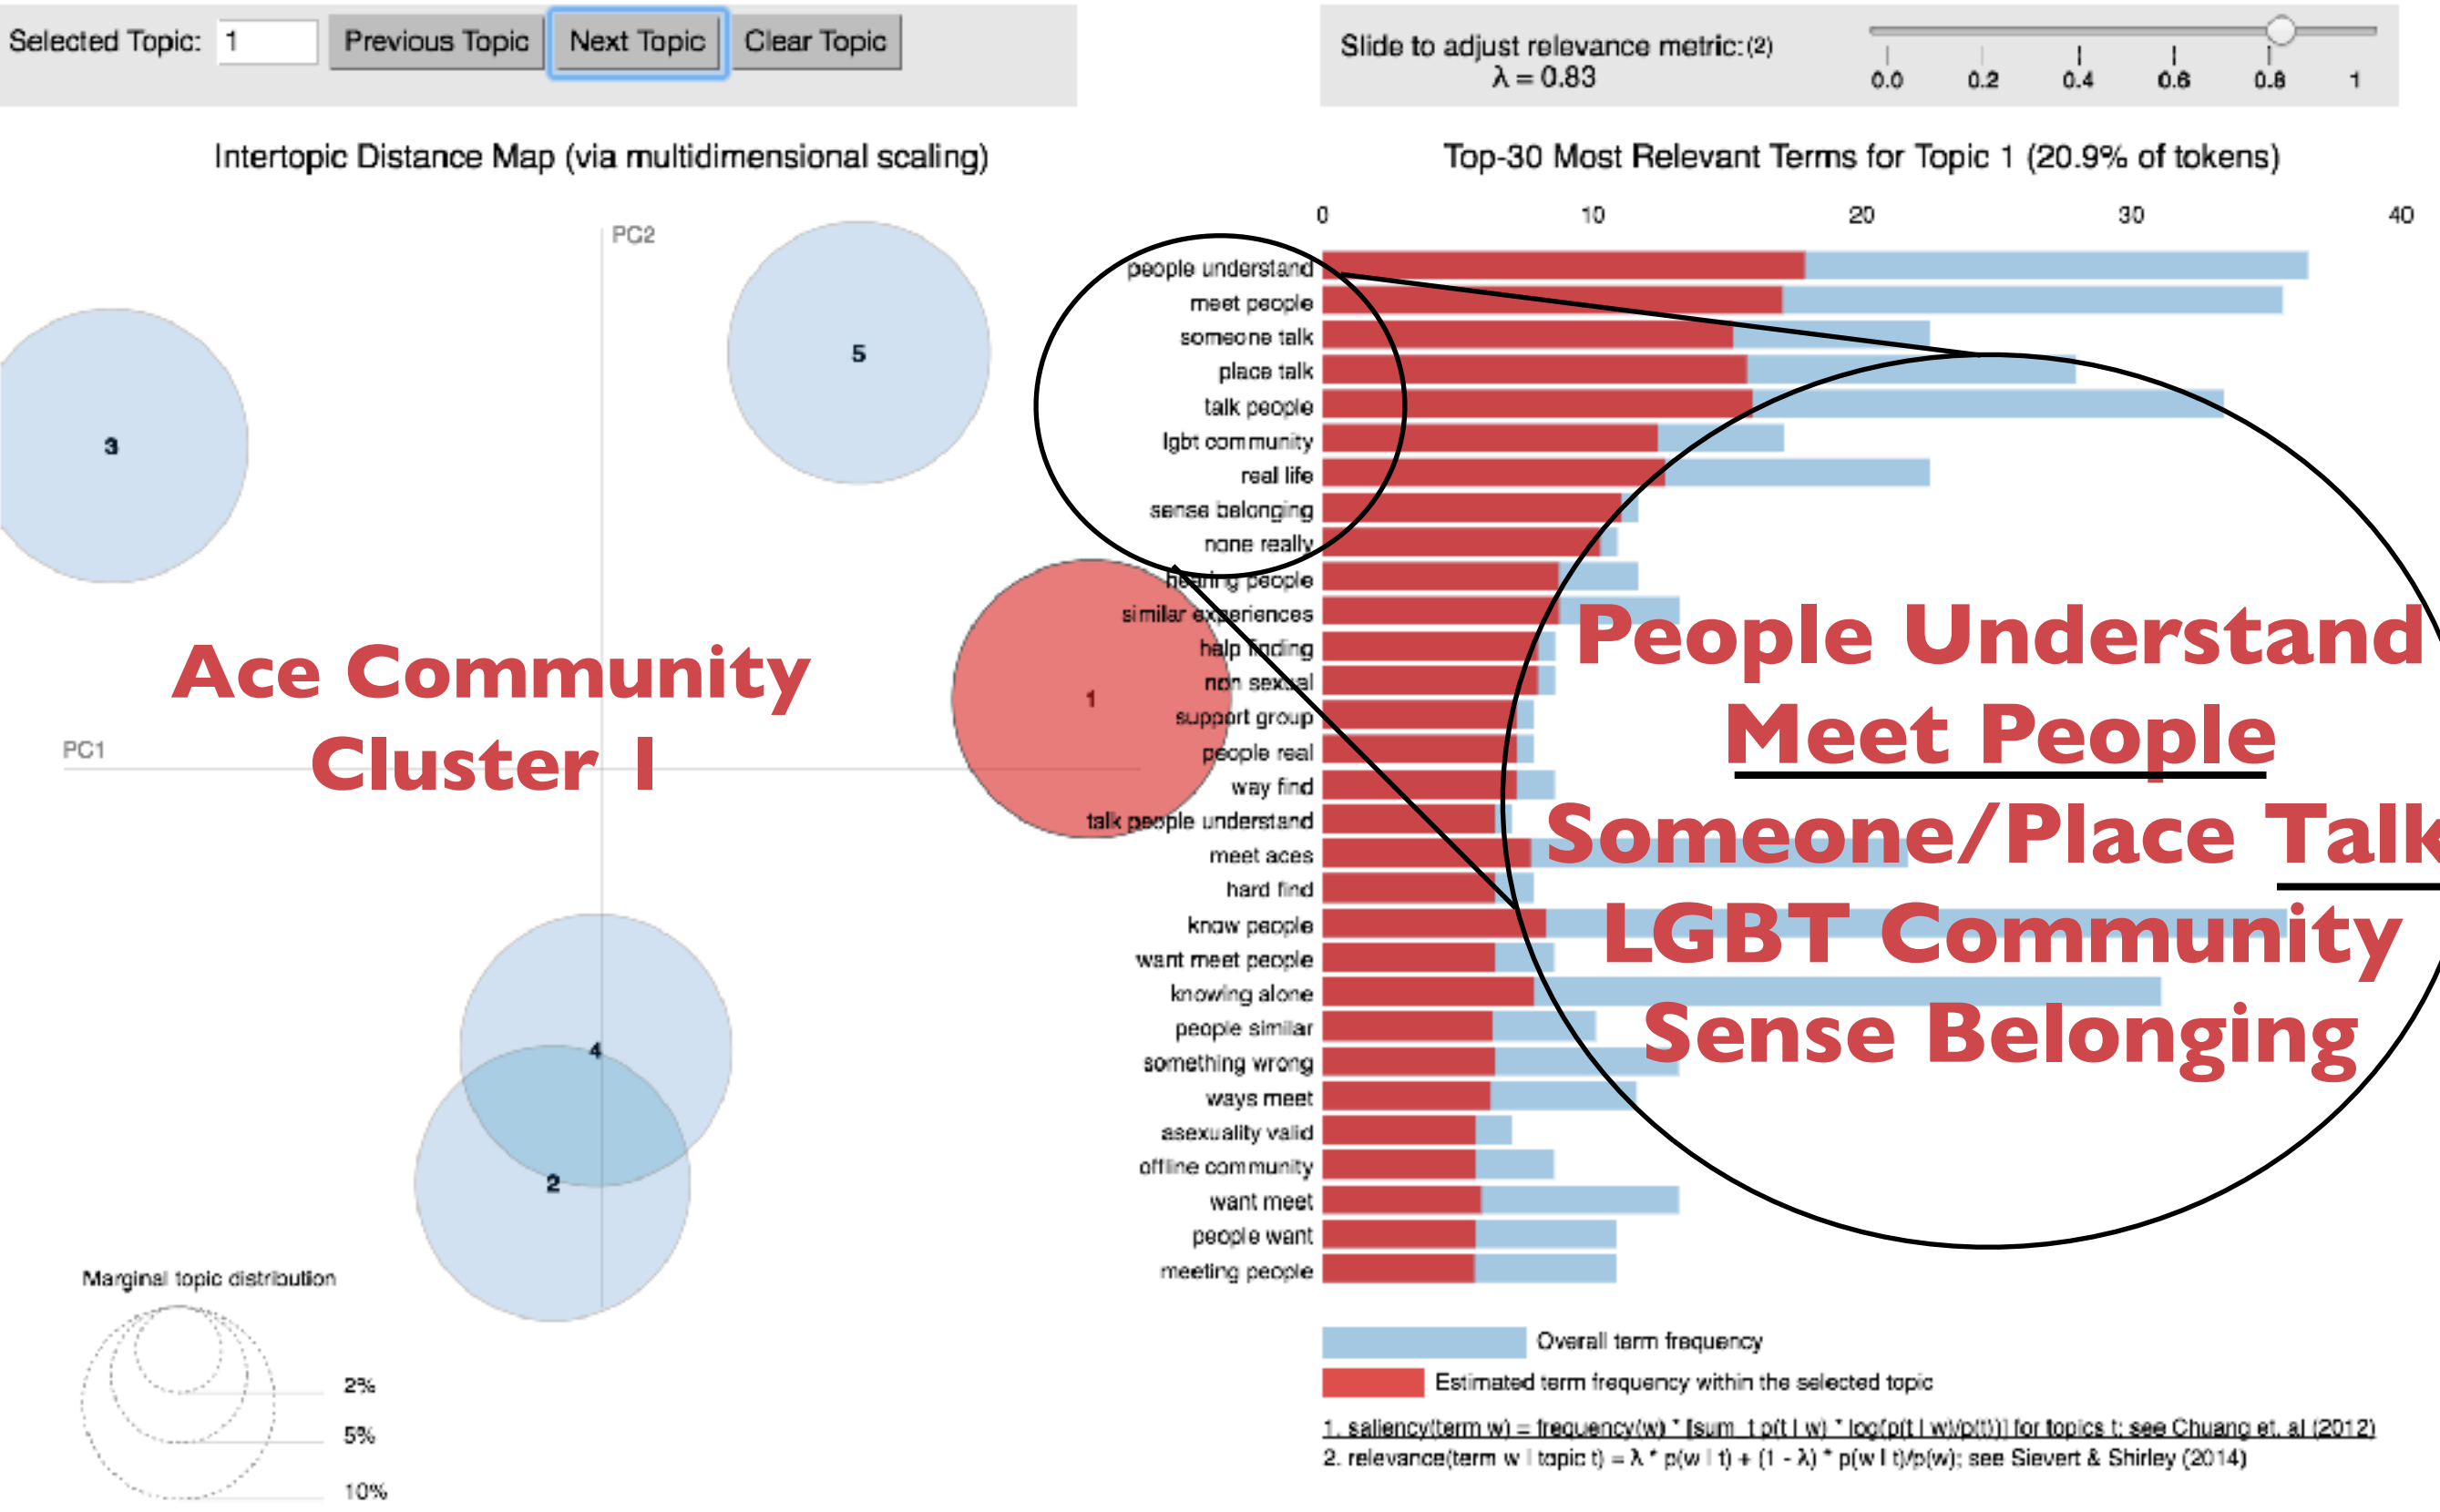 Selected Topic: 1 Previous Topic Next Topic Clear Topic
Slide to adjust relevance metric:(2)
λ = 0.83
0.0 0.2 0.4 0.6 0.8 1
Intertopic Distance Map (via multidimensional scaling)
Top-30 Most Relevant Terms for Topic 1 (20.9% of tokens)
PC2
PC1
3
5
1
4
2
Ace Community
Cluster 1
Marginal topic distribution
2%
5%
10%
0 10 20 30 40
people understand
meet people
someone talk
place talk
talk people
lgbt community
real life
sense belonging
none really
hearing people
similar experiences
help finding
non sexual
support group
people real
way find
talk people understand
meet aces
hard find
know people
want meet people
knowing alone
people similar
something wrong
ways meet
asexuality valid
offline community
want meet
people want
meeting people
People Understand
Meet People
Someone/Place Talk
LGBT Community
Sense Belonging
Overall term frequency
Estimated term frequency within the selected topic
1. saliency(term w) = frequency(w) * [sum_t p(t | w) * log(p(t | w)/p(t))] for topics t; see Chuang et. al (2012)
2. relevance(term w | topic t) = λ * p(w | t) + (1 - λ) * p(w | t)/p(w); see Sievert & Shirley (2014)